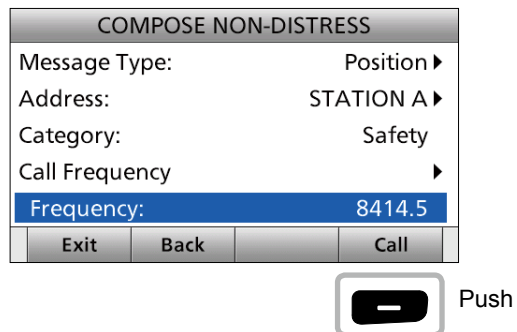 COMPOSE NON-DISTRESS
Message Type: Position
Address: STATION A
Category: Safety
Call Frequency
Frequency: 8414.5
Exit Back Call
Push